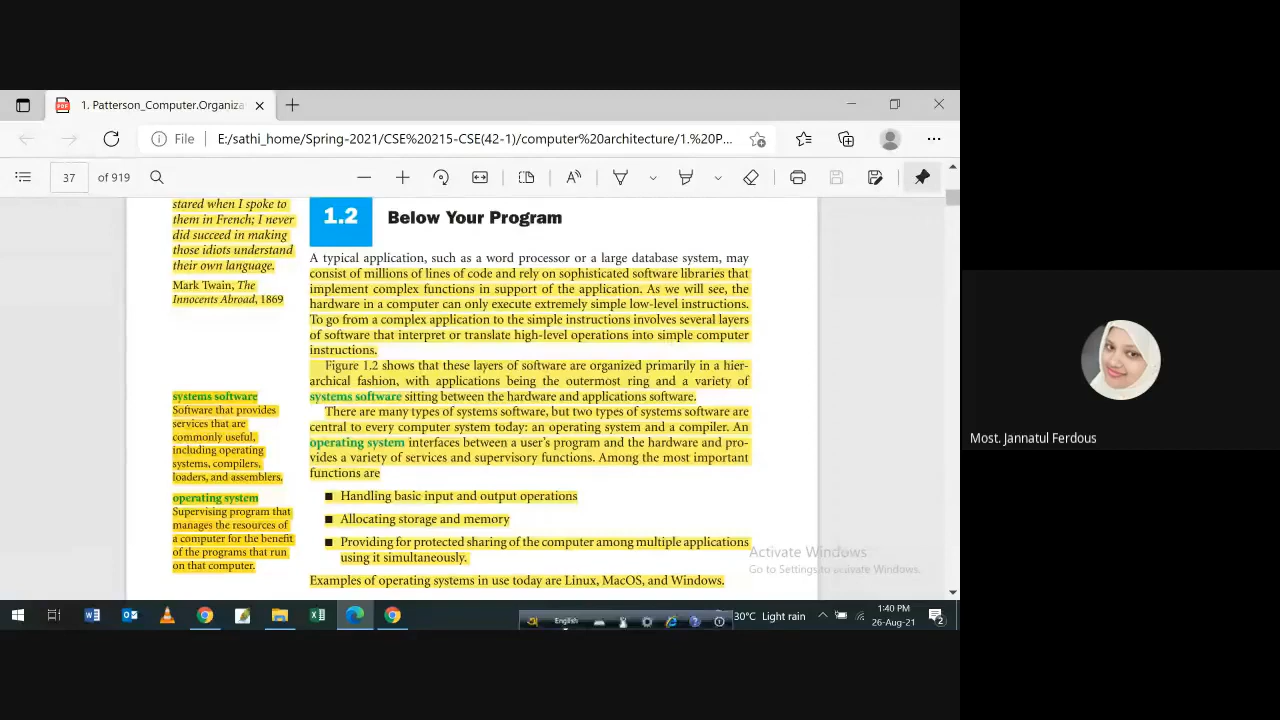 1. Patterson_Computer.Organiza
File
E:/sathi_home/Spring-2021/CSE%20215-CSE(42-1)/computer%20architecture/1.%20P...
37
of 919
stared when I spoke to
them in French; I never
did succeed in making
those idiots understand
their own language.
Mark Twain, The
Innocents Abroad, 1869
systems software
Software that provides
services that are
commonly useful,
including operating
systems, compilers,
loaders, and assemblers.
operating system
Supervising program that
manages the resources of
a computer for the benefit
of the programs that run
on that computer.
1.2 Below Your Program
A typical application, such as a word processor or a large database system, may
consist of millions of lines of code and rely on sophisticated software libraries that
implement complex functions in support of the application. As we will see, the
hardware in a computer can only execute extremely simple low-level instructions.
To go from a complex application to the simple instructions involves several layers
of software that interpret or translate high-level operations into simple computer
instructions.
Figure 1.2 shows that these layers of software are organized primarily in a hier-
archical fashion, with applications being the outermost ring and a variety of
systems software sitting between the hardware and applications software.
There are many types of systems software, but two types of systems software are
central to every computer system today: an operating system and a compiler. An
operating system interfaces between a user's program and the hardware and pro-
vides a variety of services and supervisory functions. Among the most important
functions are
■ Handling basic input and output operations
■ Allocating storage and memory
■ Providing for protected sharing of the computer among multiple applications
using it simultaneously.
Examples of operating systems in use today are Linux, MacOS, and Windows.
Activate Windows
Go to Settings to activate Windows.
Most. Jannatul Ferdous
English
30°C Light rain
1:40 PM
26-Aug-21
2